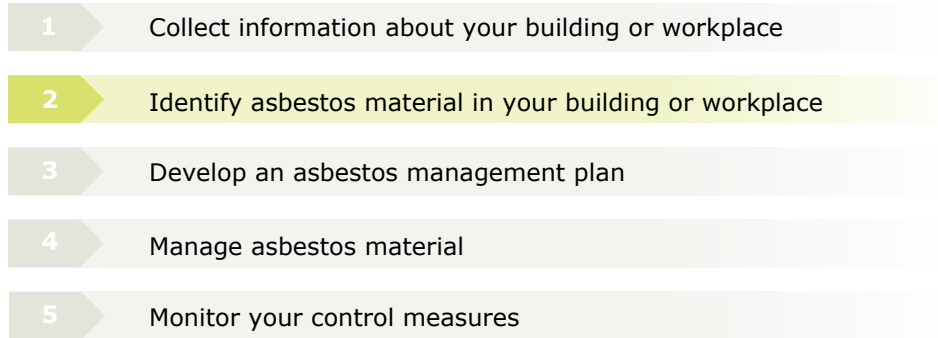 1 Collect information about your building or workplace
2 Identify asbestos material in your building or workplace
3 Develop an asbestos management plan
4 Manage asbestos material
5 Monitor your control measures